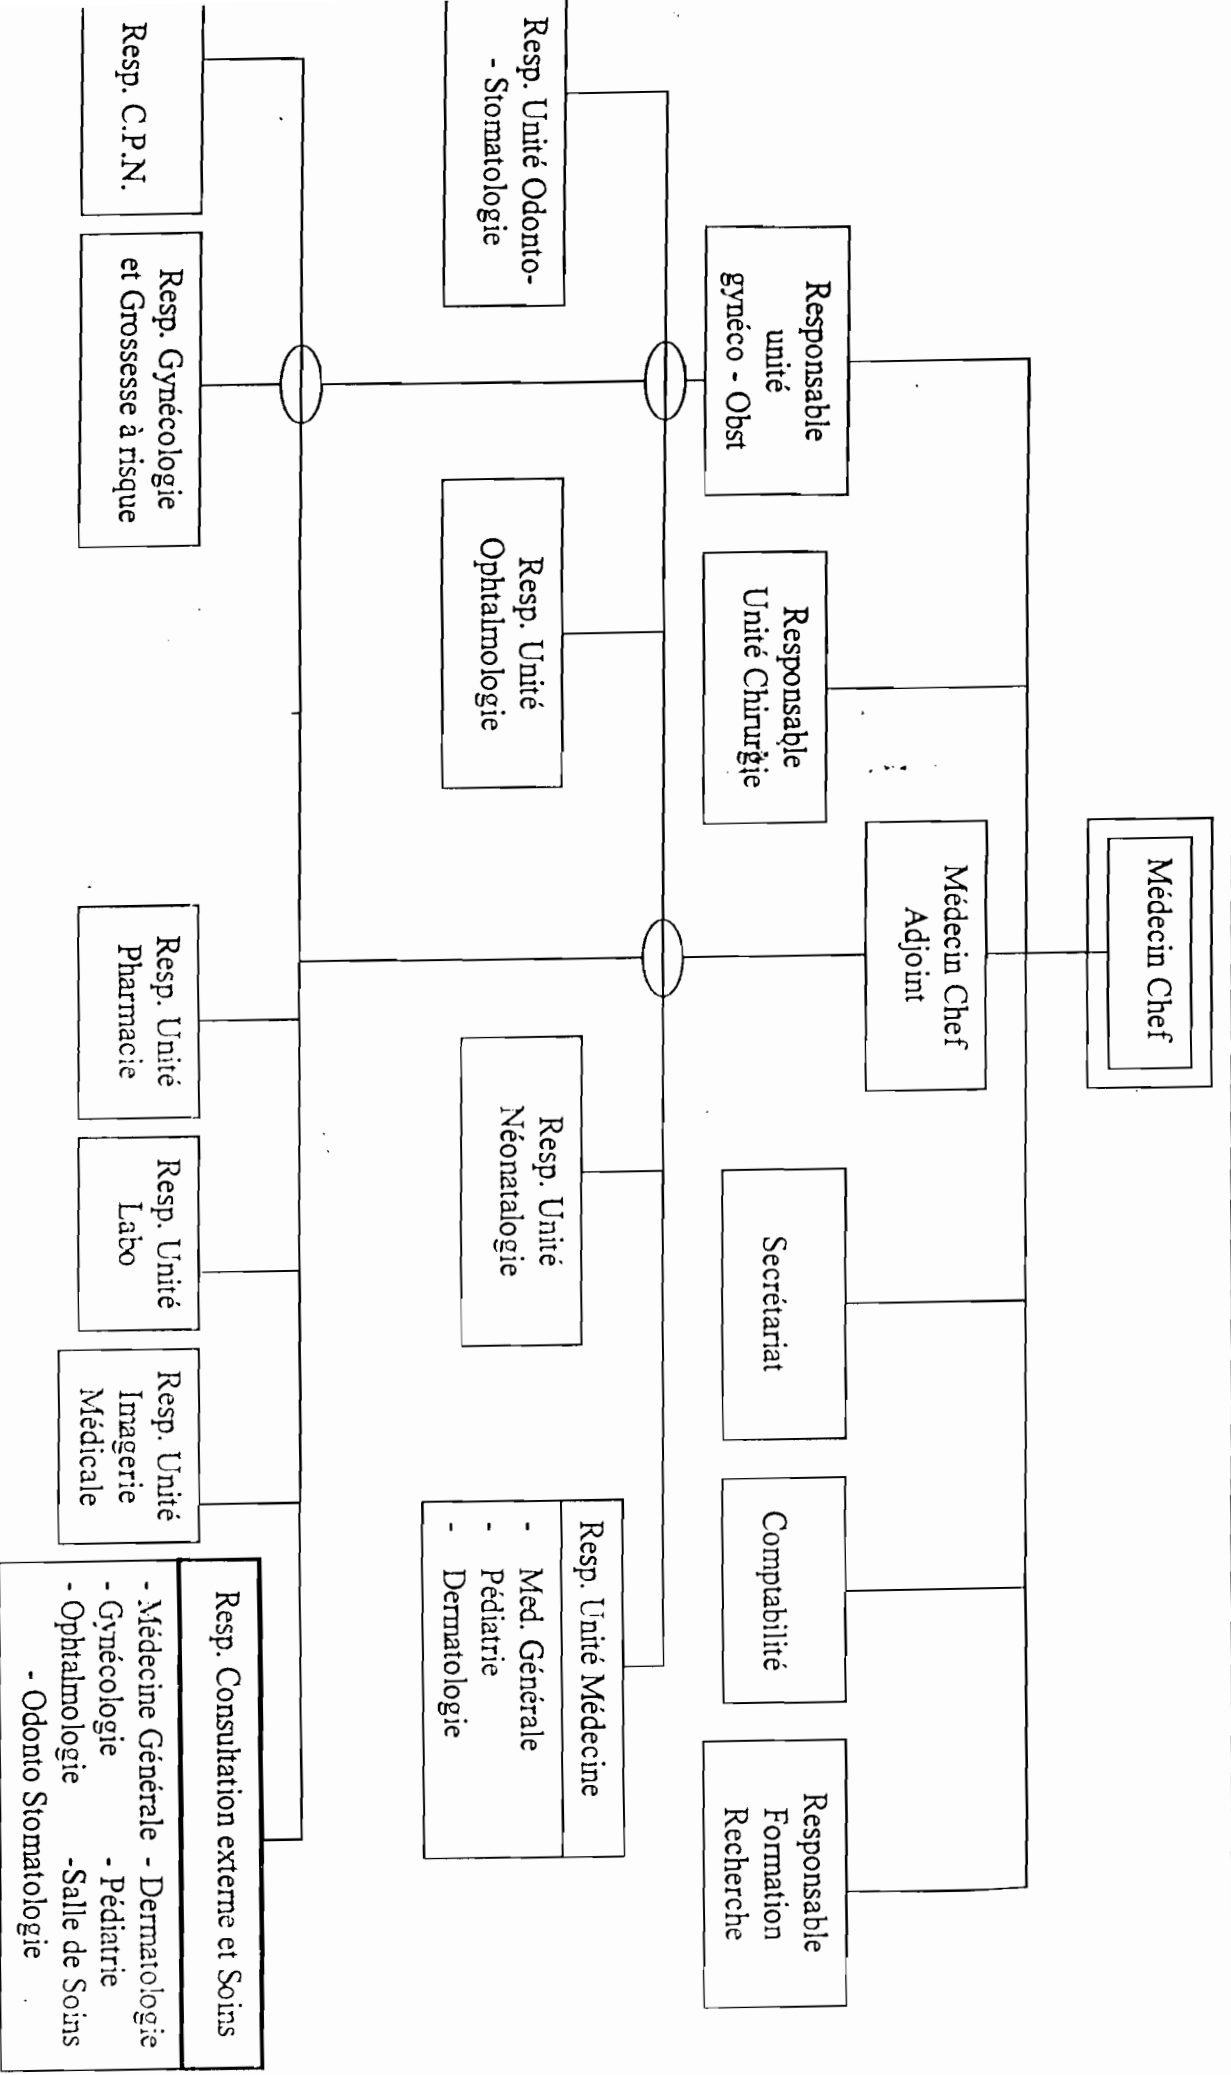 Médecin Chef
Médecin Chef
Adjoint
Responsable
unité
gynéco - Obst
Responsable
Unité Chirurgie
Secrétariat
Comptabilité
Responsable
Formation
Recherche
Resp. Unité Odonto-
- Stomatologie
Resp. Unité
Ophtalmologie
Resp. Unité
Néonatalogie
Resp. Unité Médecine
- Med. Générale
- Pédiatrie
- Dermatologie
Resp. C.P.N.
Resp. Gynécologie
et Grossesse à risque
Resp. Unité
Pharmacie
Resp. Unité
Labo
Resp. Unité
Imagerie
Médicale
Resp. Consultation externe et Soins
- Médecine Générale - Dermatologie
- Gynécologie - Pédiatrie
- Ophtalmologie -Salle de Soins
- Odonto Stomatologie